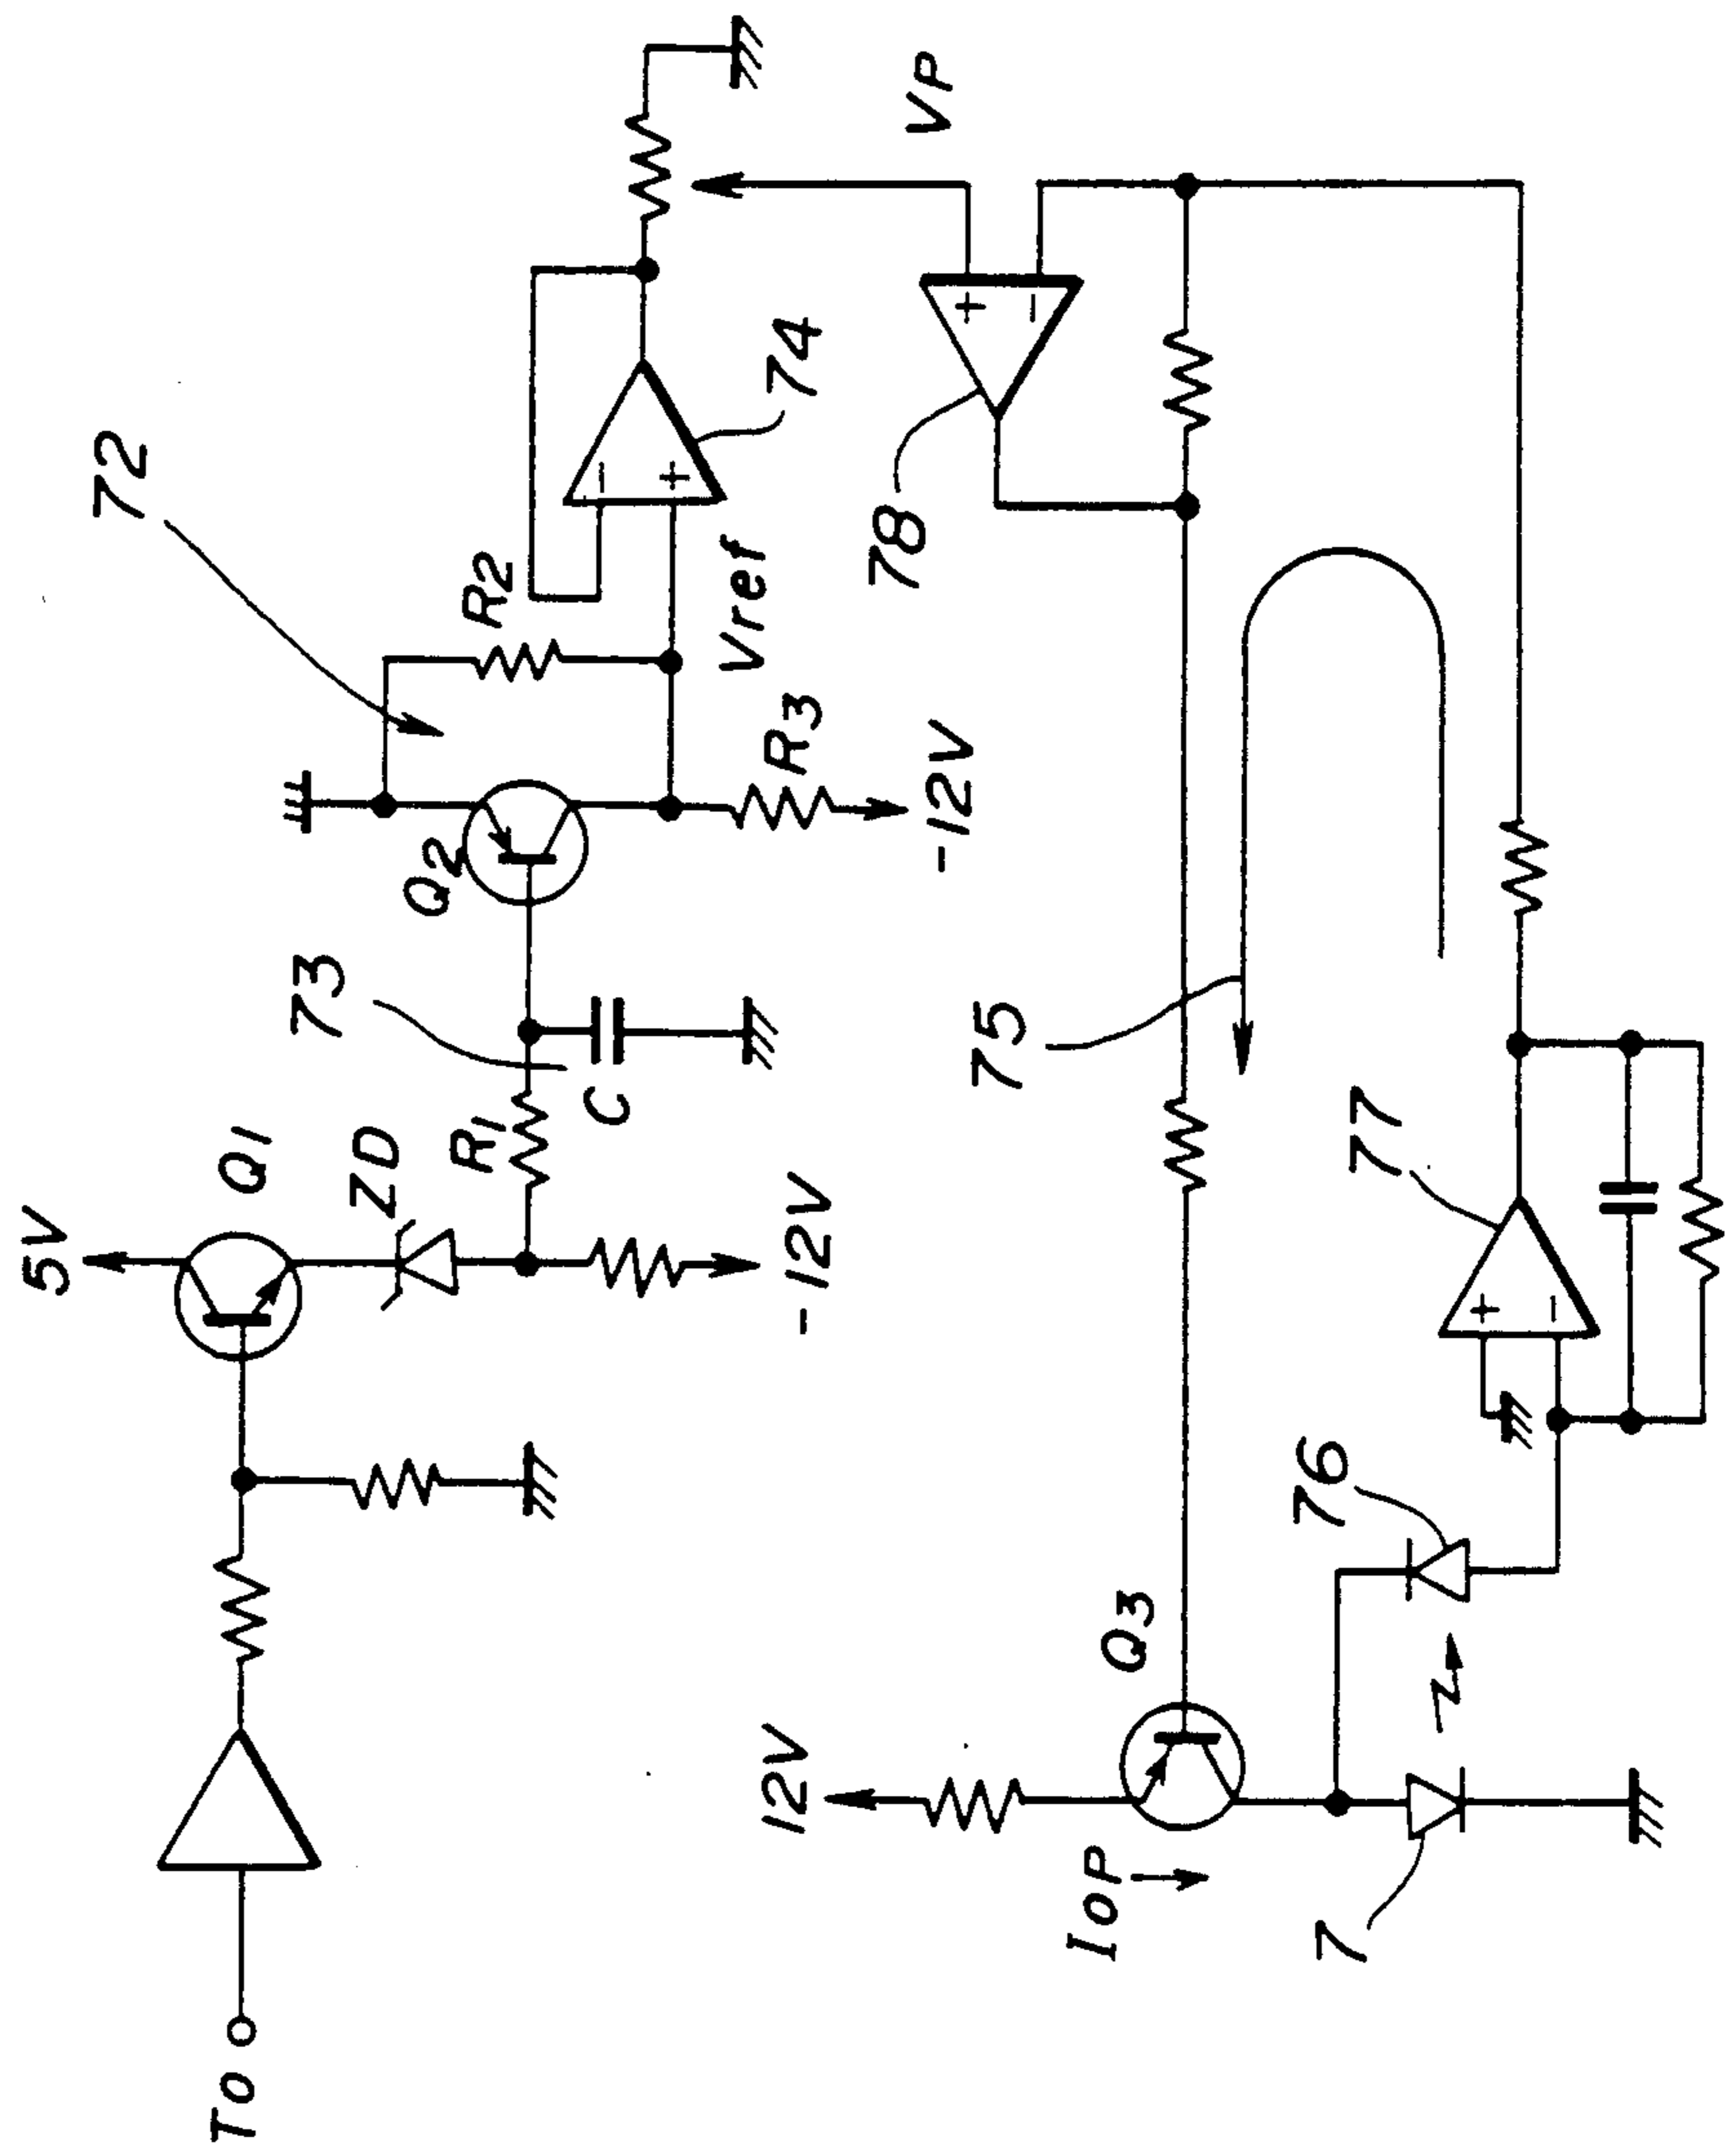 To
5V
Q1
ZD
R1
-12V
73
C
Q2
72
R2
Vref
R3
-12V
-
+
74
VP
+
-
78
75
12V
IOP
Q3
7
76
+
-
77